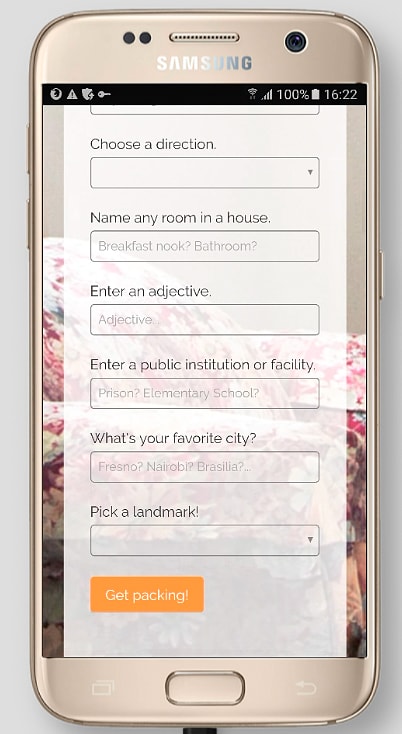 SAMSUNG
100% 16:22
Choose a direction.
Name any room in a house.
Breakfast nook? Bathroom?
Enter an adjective.
Adjective...
Enter a public institution or facility.
Prison? Elementary School?
What's your favorite city?
Fresno? Nairobi? Brasilia?...
Pick a landmark!
Get packing!